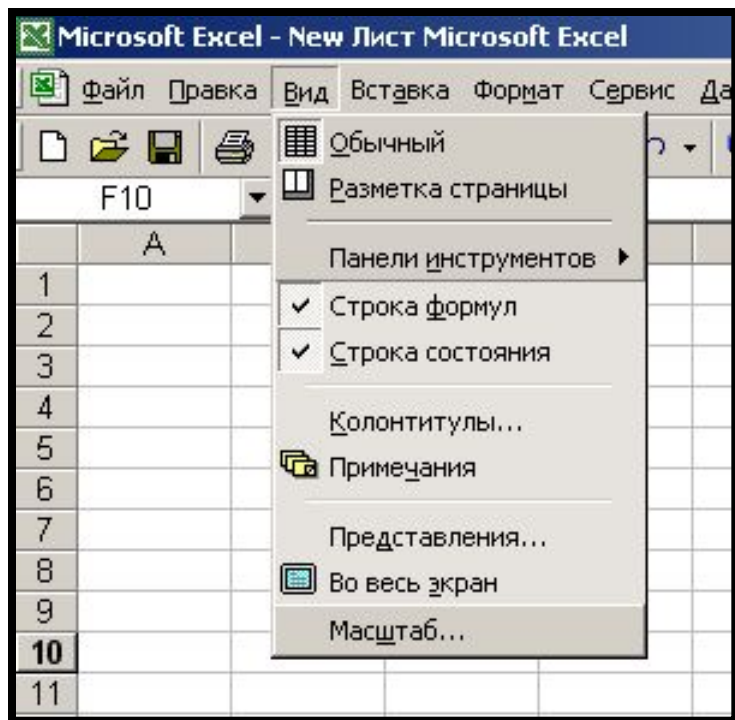 Microsoft Excel - New Лист Microsoft Excel
Файл Правка Вид Вставка Формат Сервис Да
F10
Обычный
Разметка страницы
Панели инструментов
Строка формул
Строка состояния
Колонтитулы...
Примечания
Представления...
Во весь экран
Масштаб...
A
1
2
3
4
5
6
7
8
9
10
11